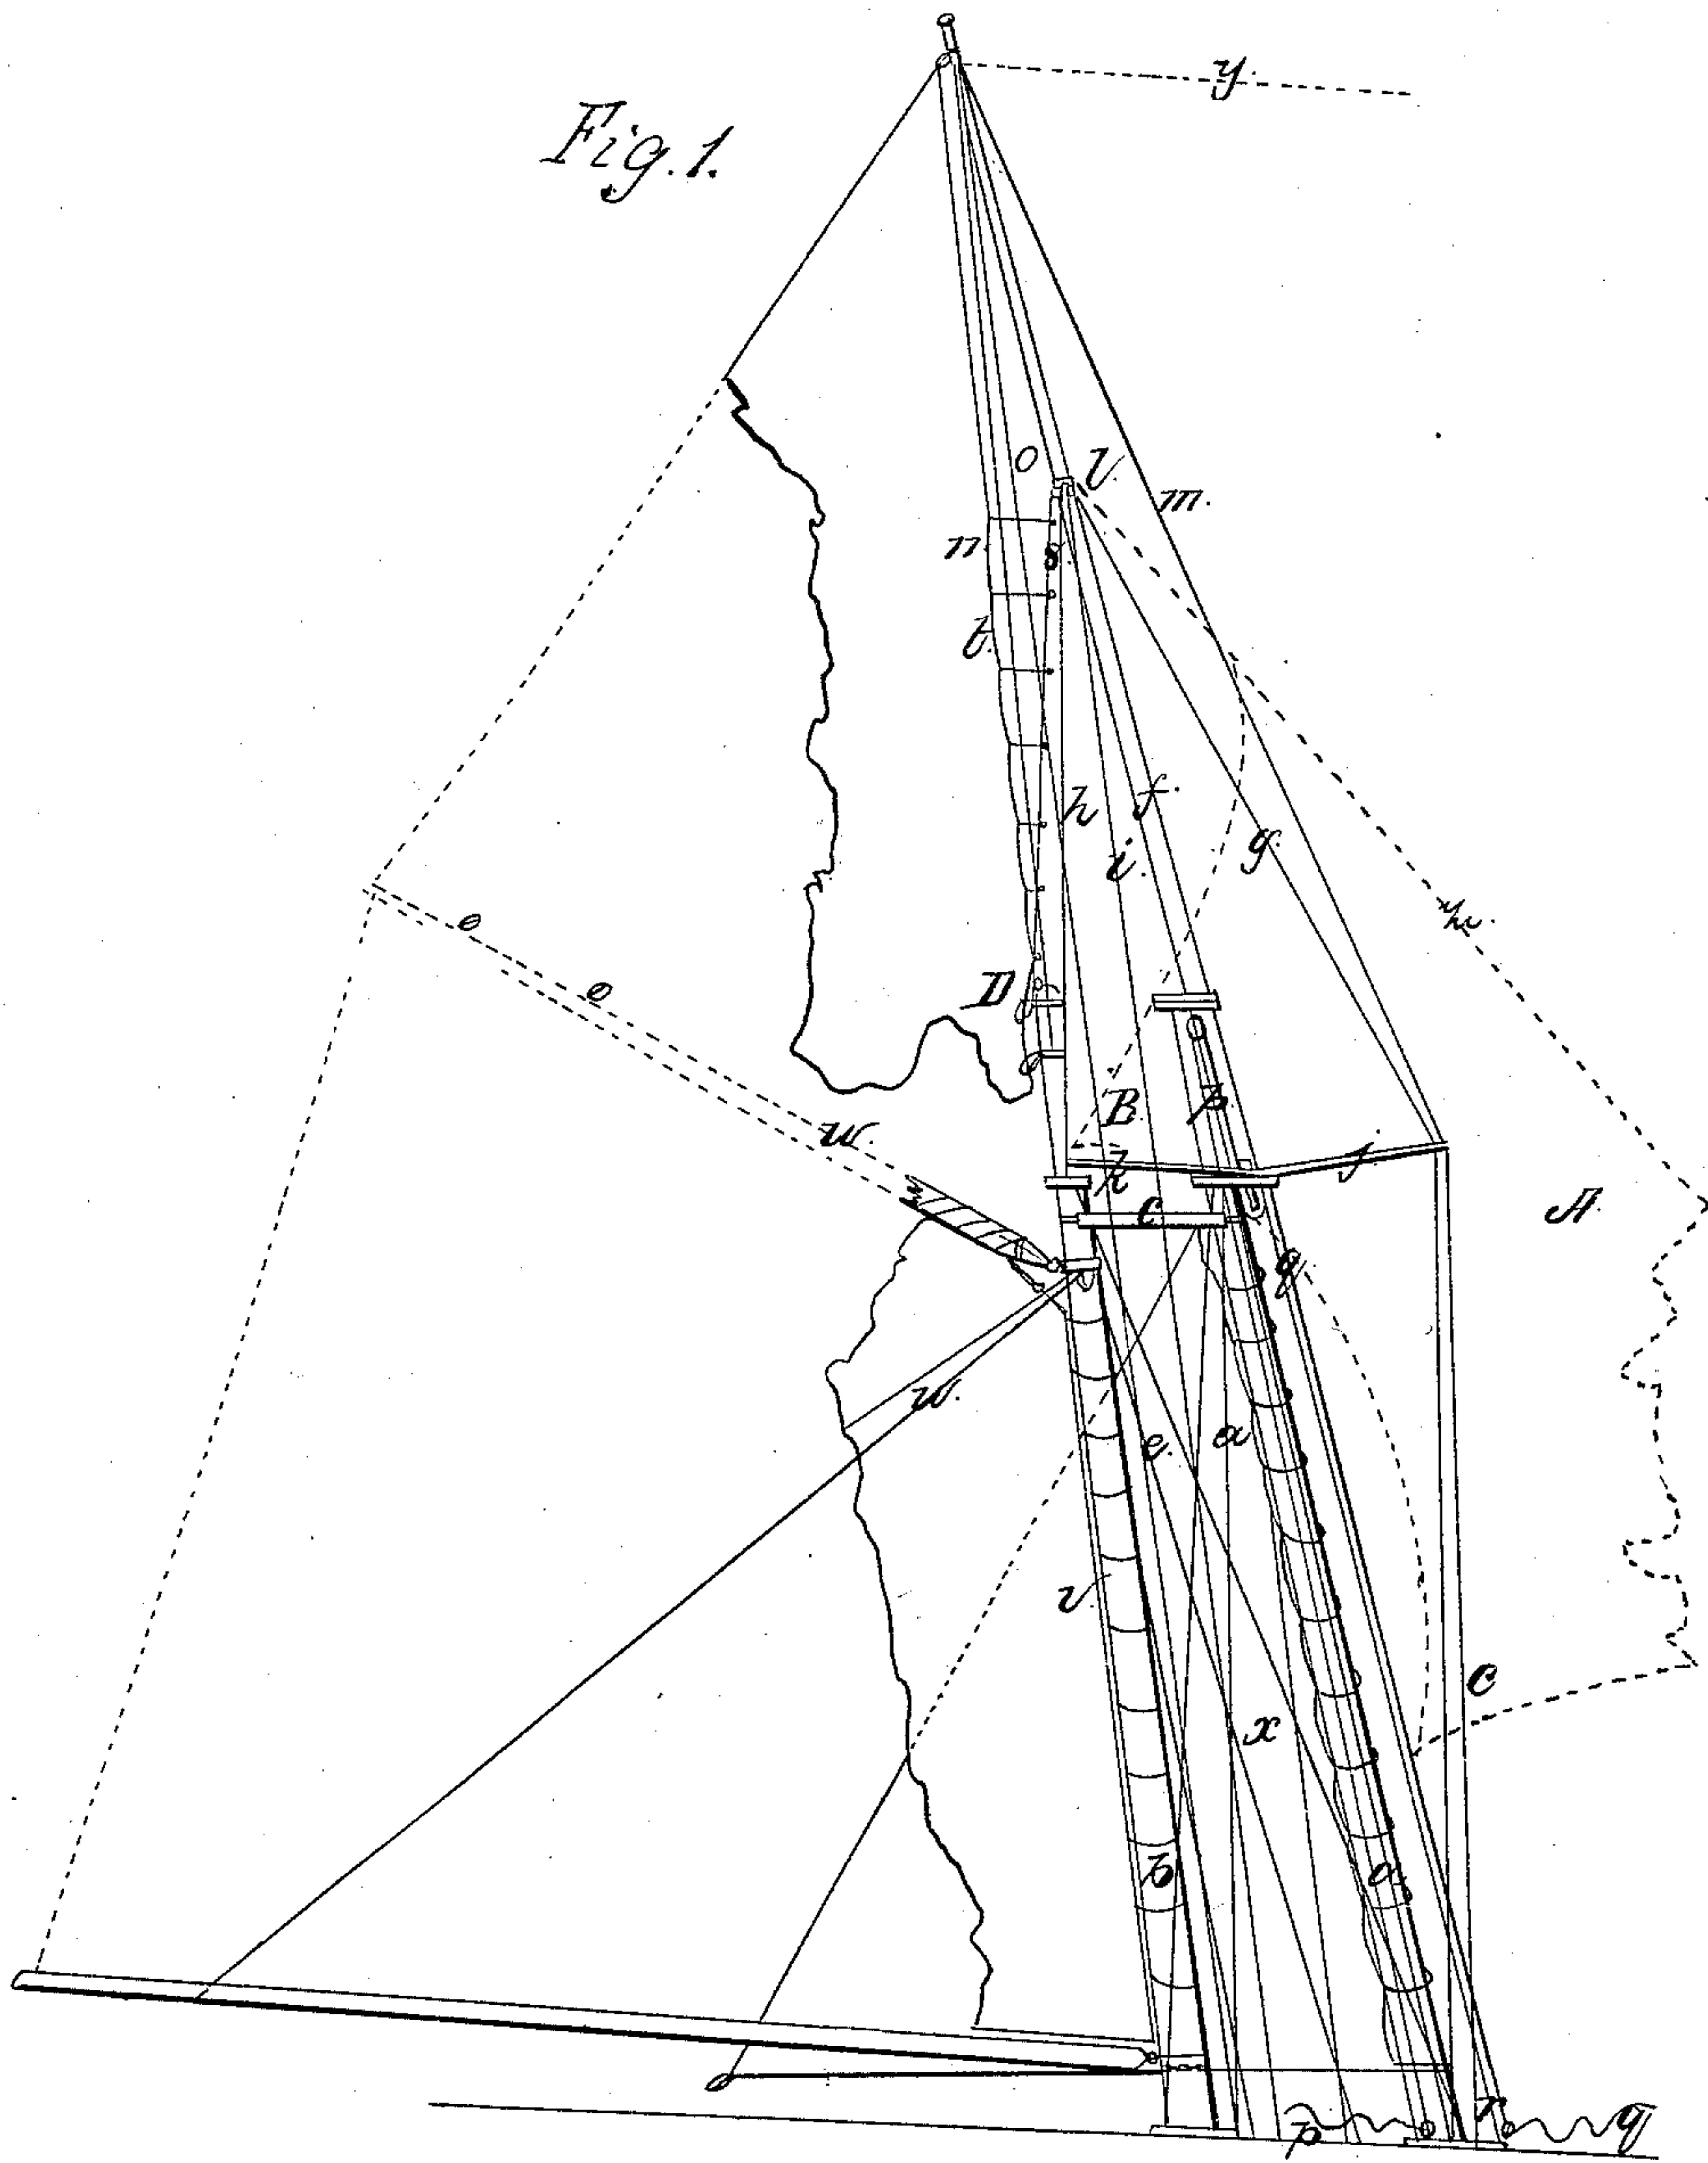 y.
Fig. 1.
O
l.
m.
n
s
t.
h
f.
i.
g.
e
m.
e
D
B
p.
w.
k
j.
A.
C
q.
w.
a
e.
v.
C
x
b
a
r
p
q